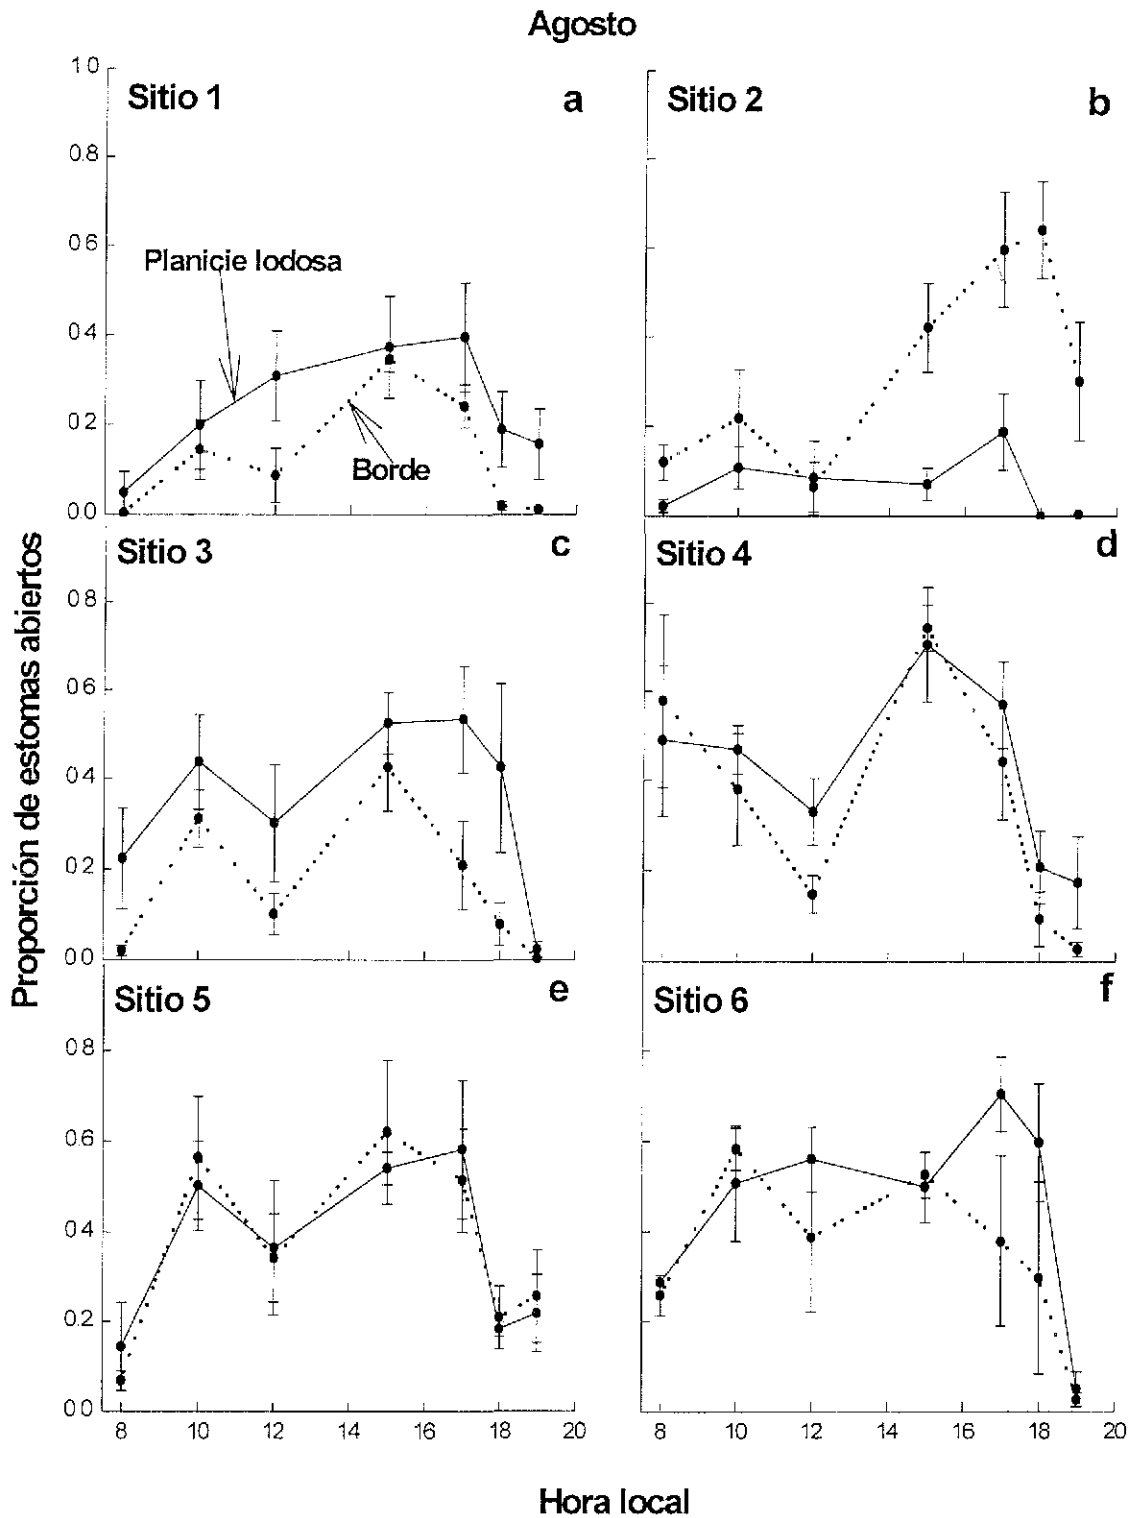 Agosto
1.0
Sitio 1
a
Sitio 2
b
0.8
0.6
Planicie lodosa
0.4
0.2
Borde
0.0
Sitio 3
c
Sitio 4
d
Proporción de estomas abiertos
0.8
0.6
0.4
0.2
0.0
Sitio 5
e
Sitio 6
f
0.8
0.6
0.4
0.2
0.0
8 10 12 14 16 18 20
8 10 12 14 16 18 20
Hora local